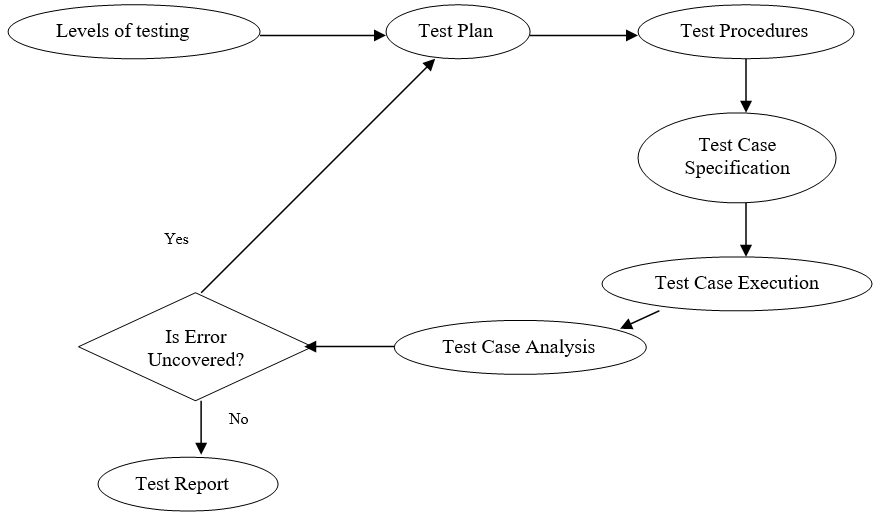 Levels of testing
Test Plan
Test Procedures
Test Case
Specification
Test Case Execution
Test Case Analysis
Yes
Is Error
Uncovered?
No
Test Report